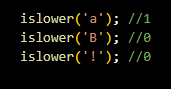 islower('a'); //1
islower('B'); //0
islower('!'); //0